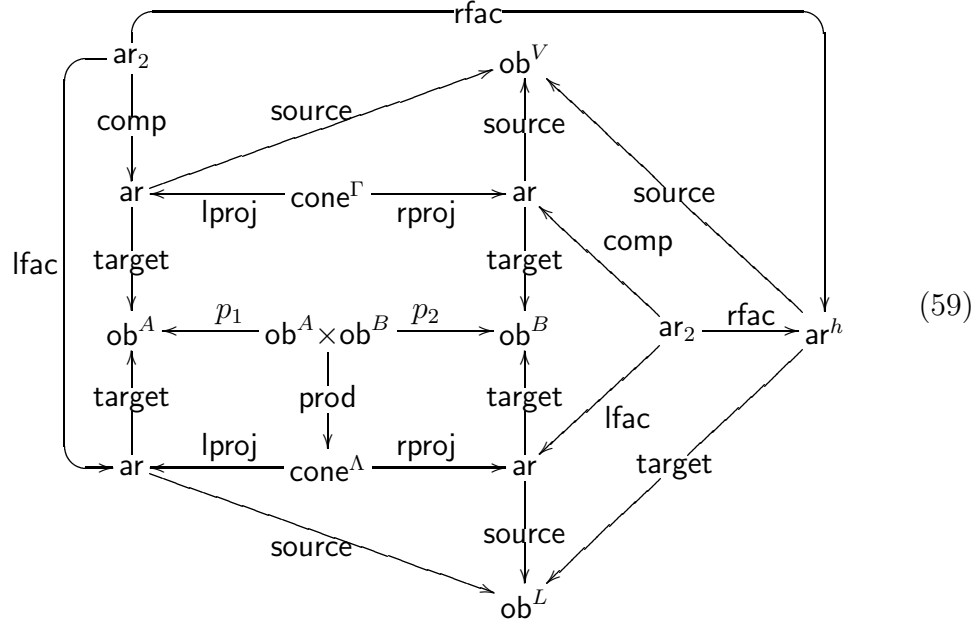 rfac
ar₂ ob^V
comp source source
ar lproj cone^Γ rproj ar source
comp
lfac target target
ob^A p₁ ob^A×ob^B p₂ ob^B ar₂ rfac ar^h (59)
target prod target
lfac
ar lproj cone^Λ rproj ar target
source source
ob^L